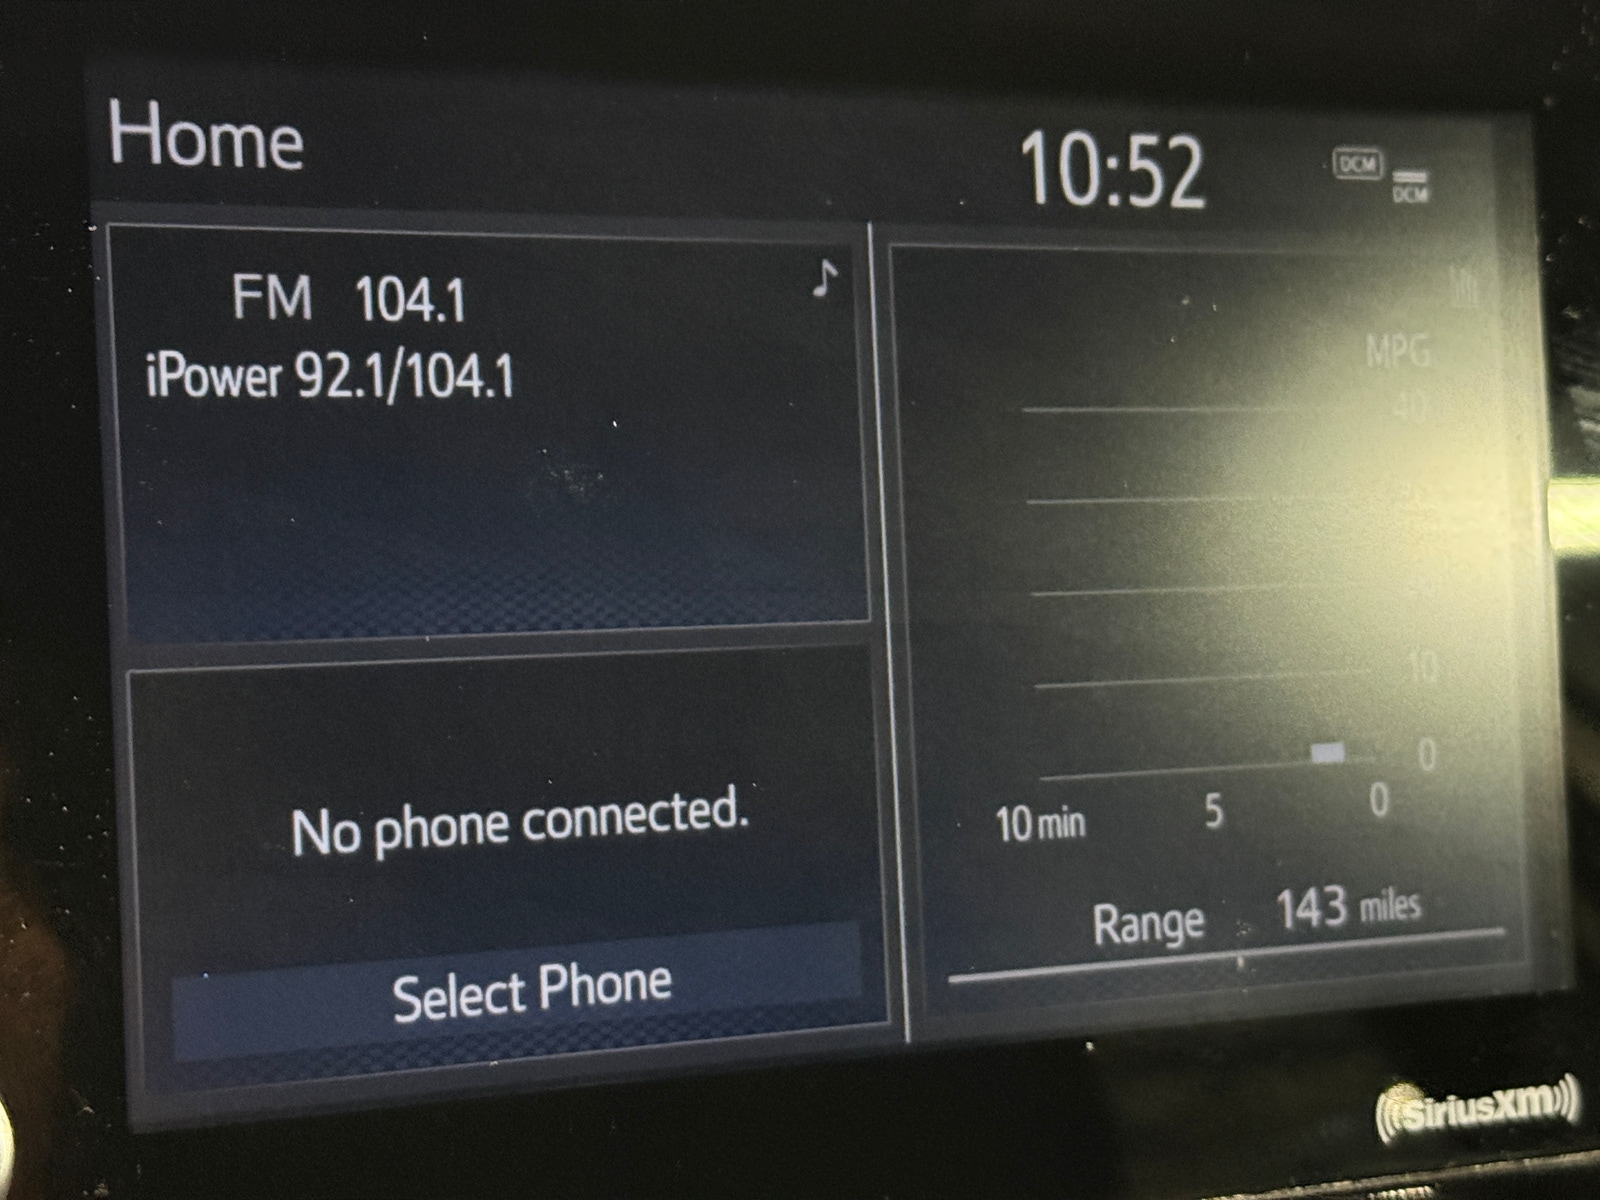 Home
10:52
DCM
DCM
FM 104.1
iPower 92.1/104.1
MPG
40
10
0
10 min 5 0
Range 143 miles
No phone connected.
Select Phone
((SiriusXM))